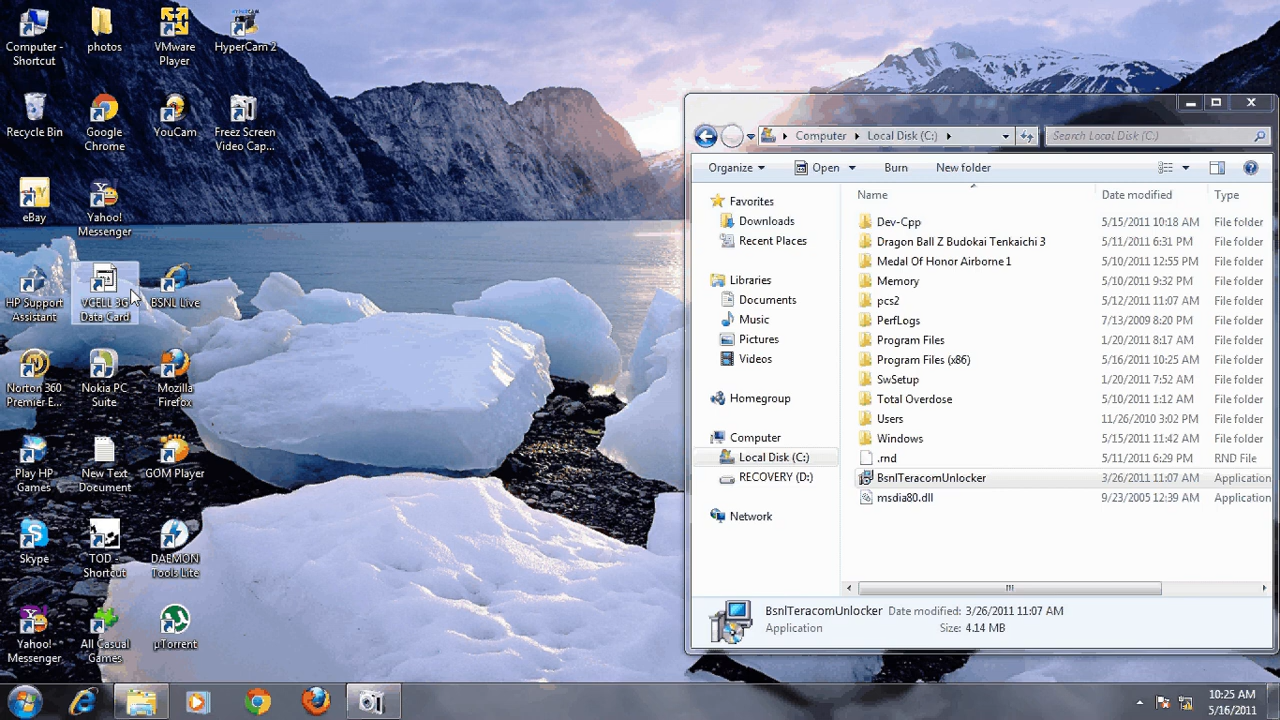 Computer - Shortcut
photos
VMware Player
HyperCam 2
Recycle Bin
Google Chrome
YouCam
Freez Screen Video Cap...
eBay
Yahoo! Messenger
HP Support Assistant
VCELL 3G Data Card
BSNL Live
Norton 360 Premier E...
Nokia PC Suite
Mozilla Firefox
Play HP Games
New Text Document
GOM Player
Skype
TOD - Shortcut
DAEMON Tools Lite
Yahoo! Messenger
All Casual Games
µTorrent
Computer Local Disk (C:)
Search Local Disk (C:)
Organize Open Burn New folder
Favorites
Downloads
Recent Places
Libraries
Documents
Music
Pictures
Videos
Homegroup
Computer
Local Disk (C:)
RECOVERY (D:)
Network
Name Date modified Type
Dev-Cpp 5/15/2011 10:18 AM File folder
Dragon Ball Z Budokai Tenkaichi 3 5/11/2011 6:31 PM File folder
Medal Of Honor Airborne 1 5/10/2011 12:55 PM File folder
Memory 5/10/2011 9:32 PM File folder
pcs2 5/12/2011 11:07 AM File folder
PerfLogs 7/13/2009 8:20 PM File folder
Program Files 1/20/2011 8:17 AM File folder
Program Files (x86) 5/16/2011 10:25 AM File folder
SwSetup 1/20/2011 7:52 AM File folder
Total Overdose 5/10/2011 1:12 AM File folder
Users 11/26/2010 3:02 PM File folder
Windows 5/15/2011 11:42 AM File folder
.rnd 5/11/2011 6:29 PM RND File
BsnlTeracomUnlocker 3/26/2011 11:07 AM Application
msdia80.dll 9/23/2005 12:39 AM Application
BsnlTeracomUnlocker Date modified: 3/26/2011 11:07 AM
Application Size: 4.14 MB
10:25 AM
5/16/2011